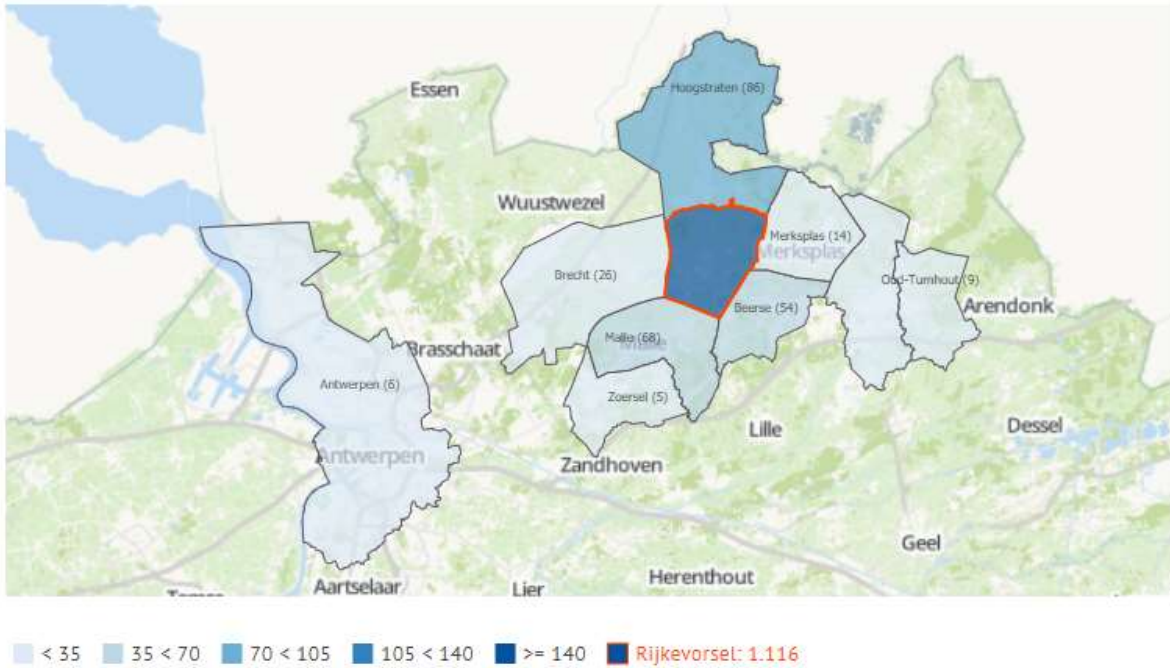 Hoogstraten (86)
Essen
Wuustwezel
Merksplas (14)
Merksplas
Brecht (26)
Oud-Turnhout (9)
Beerse (54)
Arendonk
Malle (68)
Brasschaat
Antwerpen (6)
Zoersel (5)
Dessel
Lille
Antwerpen
Zandhoven
Geel
Herenthout
Aartselaar
Lier
< 35 35 < 70 70 < 105 105 < 140 >= 140 Rijkevorsel: 1.116